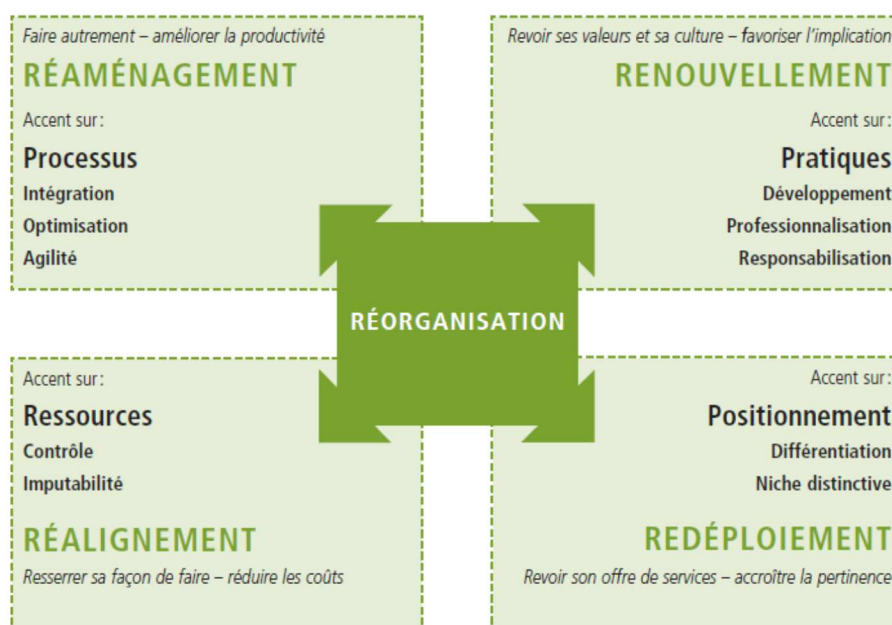 Faire autrement – améliorer la productivité
RÉAMÉNAGEMENT
Accent sur :
Processus
Intégration
Optimisation
Agilité
Revoir ses valeurs et sa culture – favoriser l'implication
RENOUVELLEMENT
Accent sur :
Pratiques
Développement
Professionnalisation
Responsabilisation
RÉORGANISATION
Accent sur :
Ressources
Contrôle
Imputabilité
RÉALIGNEMENT
Resserrer sa façon de faire – réduire les coûts
Accent sur :
Positionnement
Différentiation
Niche distinctive
REDÉPLOIEMENT
Revoir son offre de services – accroître la pertinence